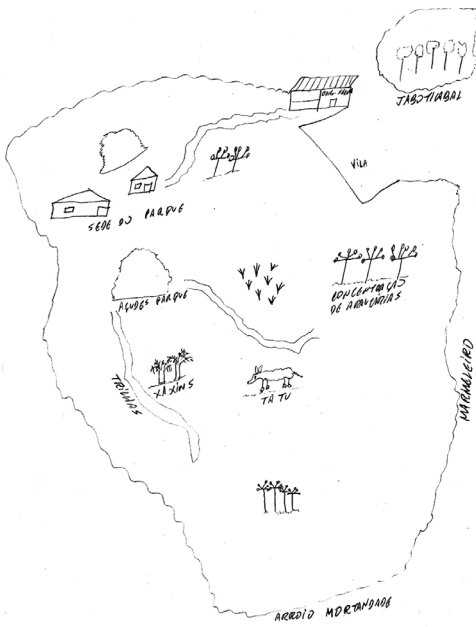 JABOTICABAL
VILA
SEDE DO PARQUE
CONCENTRAÇÃO
DE ARAUCÁRIAS
AÇUDES PARQUE
TRILHAS
XAXINS
TATU
MARMELEIRO
ARROIO MORTANDADE